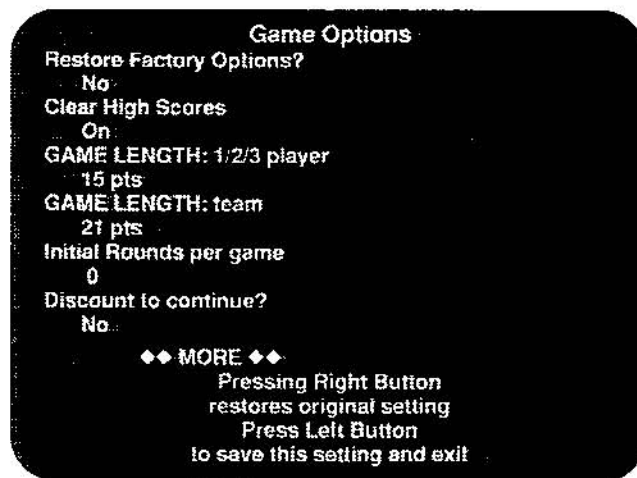 Game Options
Restore Factory Options?
No
Clear High Scores
On
GAME LENGTH: 1/2/3 player
15 pts
GAME LENGTH: team
21 pts
Initial Rounds per game
0
Discount to continue?
No
◆◆ MORE ◆◆
Pressing Right Button
restores original setting
Press Left Button
to save this setting and exit